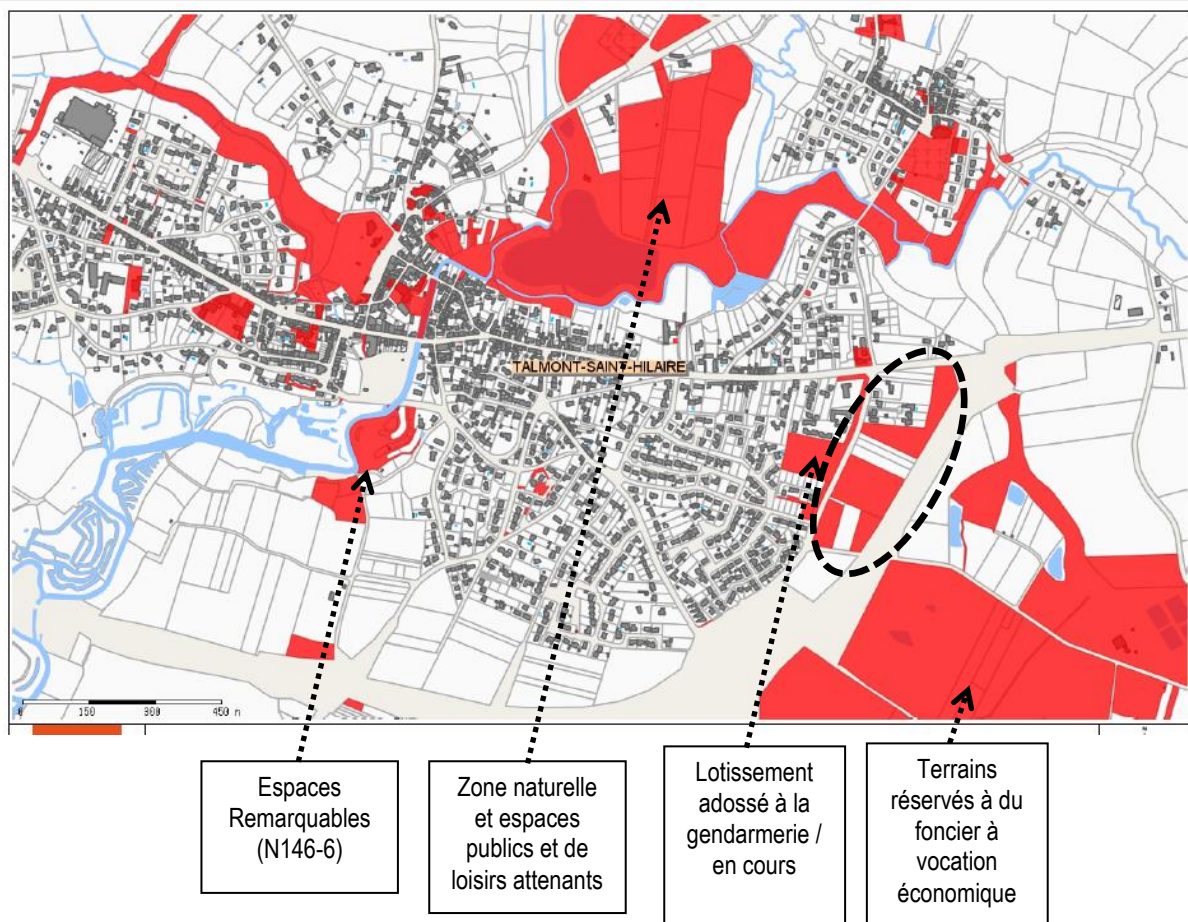 TALMONT-SAINT-HILAIRE
0 150 300 450 m
Espaces
Remarquables
(N146-6)
Zone naturelle
et espaces
publics et de
loisirs attenants
Lotissement
adossé à la
gendarmerie /
en cours
Terrains
réservés à du
foncier à
vocation
économique